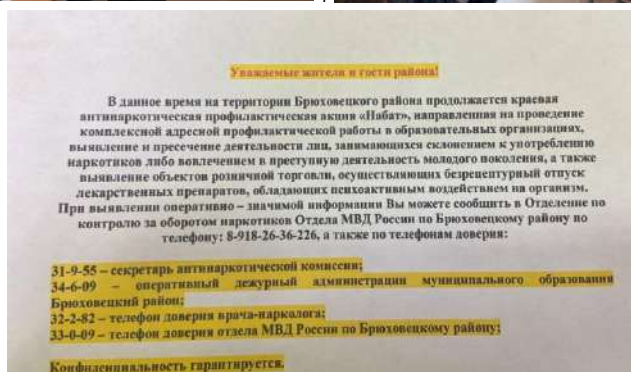 Уважаемые жители и гости района!
В данное время на территории Брюховецкого района продолжается краевая
антинаркотическая профилактическая акция «Набат», направленная на проведение
комплексной адресной профилактической работы в образовательных организациях,
выявление и пресечение деятельности лиц, занимающихся склонением к употреблению
наркотиков либо вовлечением в преступную деятельность молодого поколения, а также
выявление объектов розничной торговли, осуществляющих безрецептурный отпуск
лекарственных препаратов, обладающих психоактивным воздействием на организм.
При выявлении оперативно – значимой информации Вы можете сообщить в Отделение по
контролю за оборотом наркотиков Отдела МВД России по Брюховецкому району по
телефону: 8-918-26-36-226, а также по телефонам доверия:
31-9-55 – секретарь антинаркотической комиссии;
34-6-09 – оперативный дежурный администрации муниципального образования
Брюховецкий район;
32-2-82 – телефон доверия врача-нарколога;
33-0-09 – телефон доверия отдела МВД России по Брюховецкому району;
Конфиденциальность гарантируется.